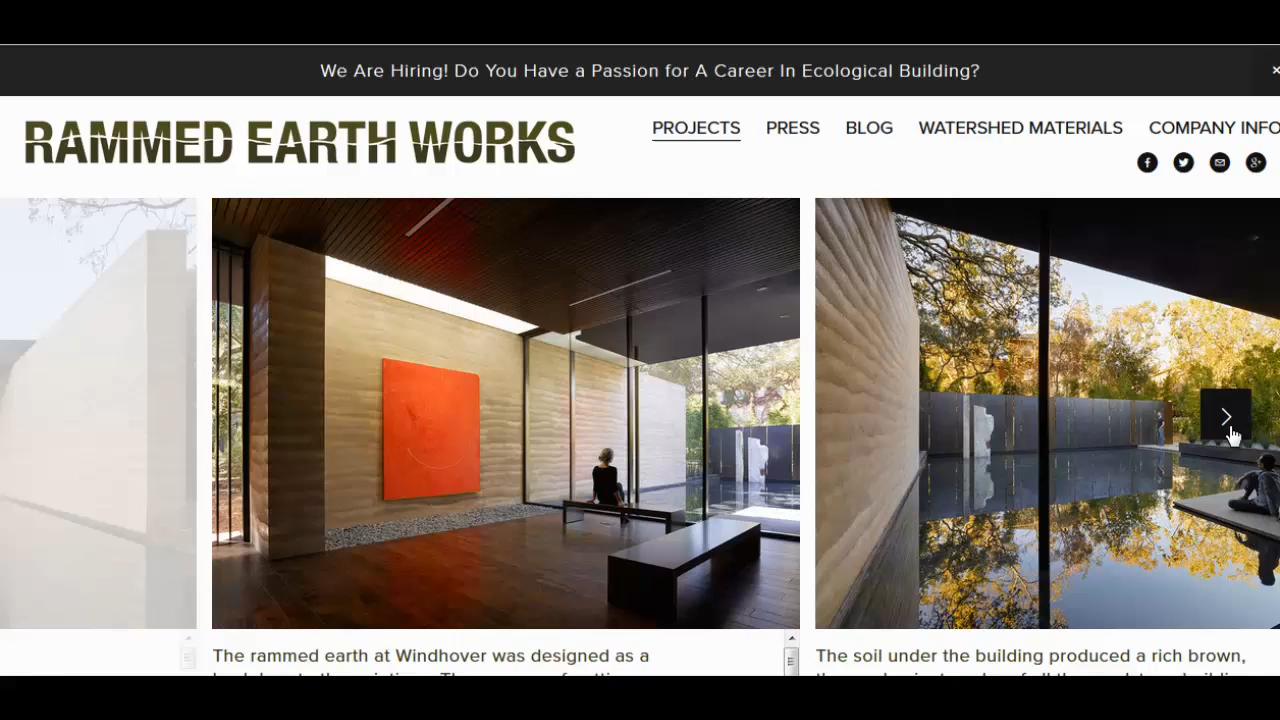 We Are Hiring! Do You Have a Passion for A Career In Ecological Building?
RAMMED EARTH WORKS
PROJECTS PRESS BLOG WATERSHED MATERIALS COMPANY INFO
The rammed earth at Windhover was designed as a
The soil under the building produced a rich brown,